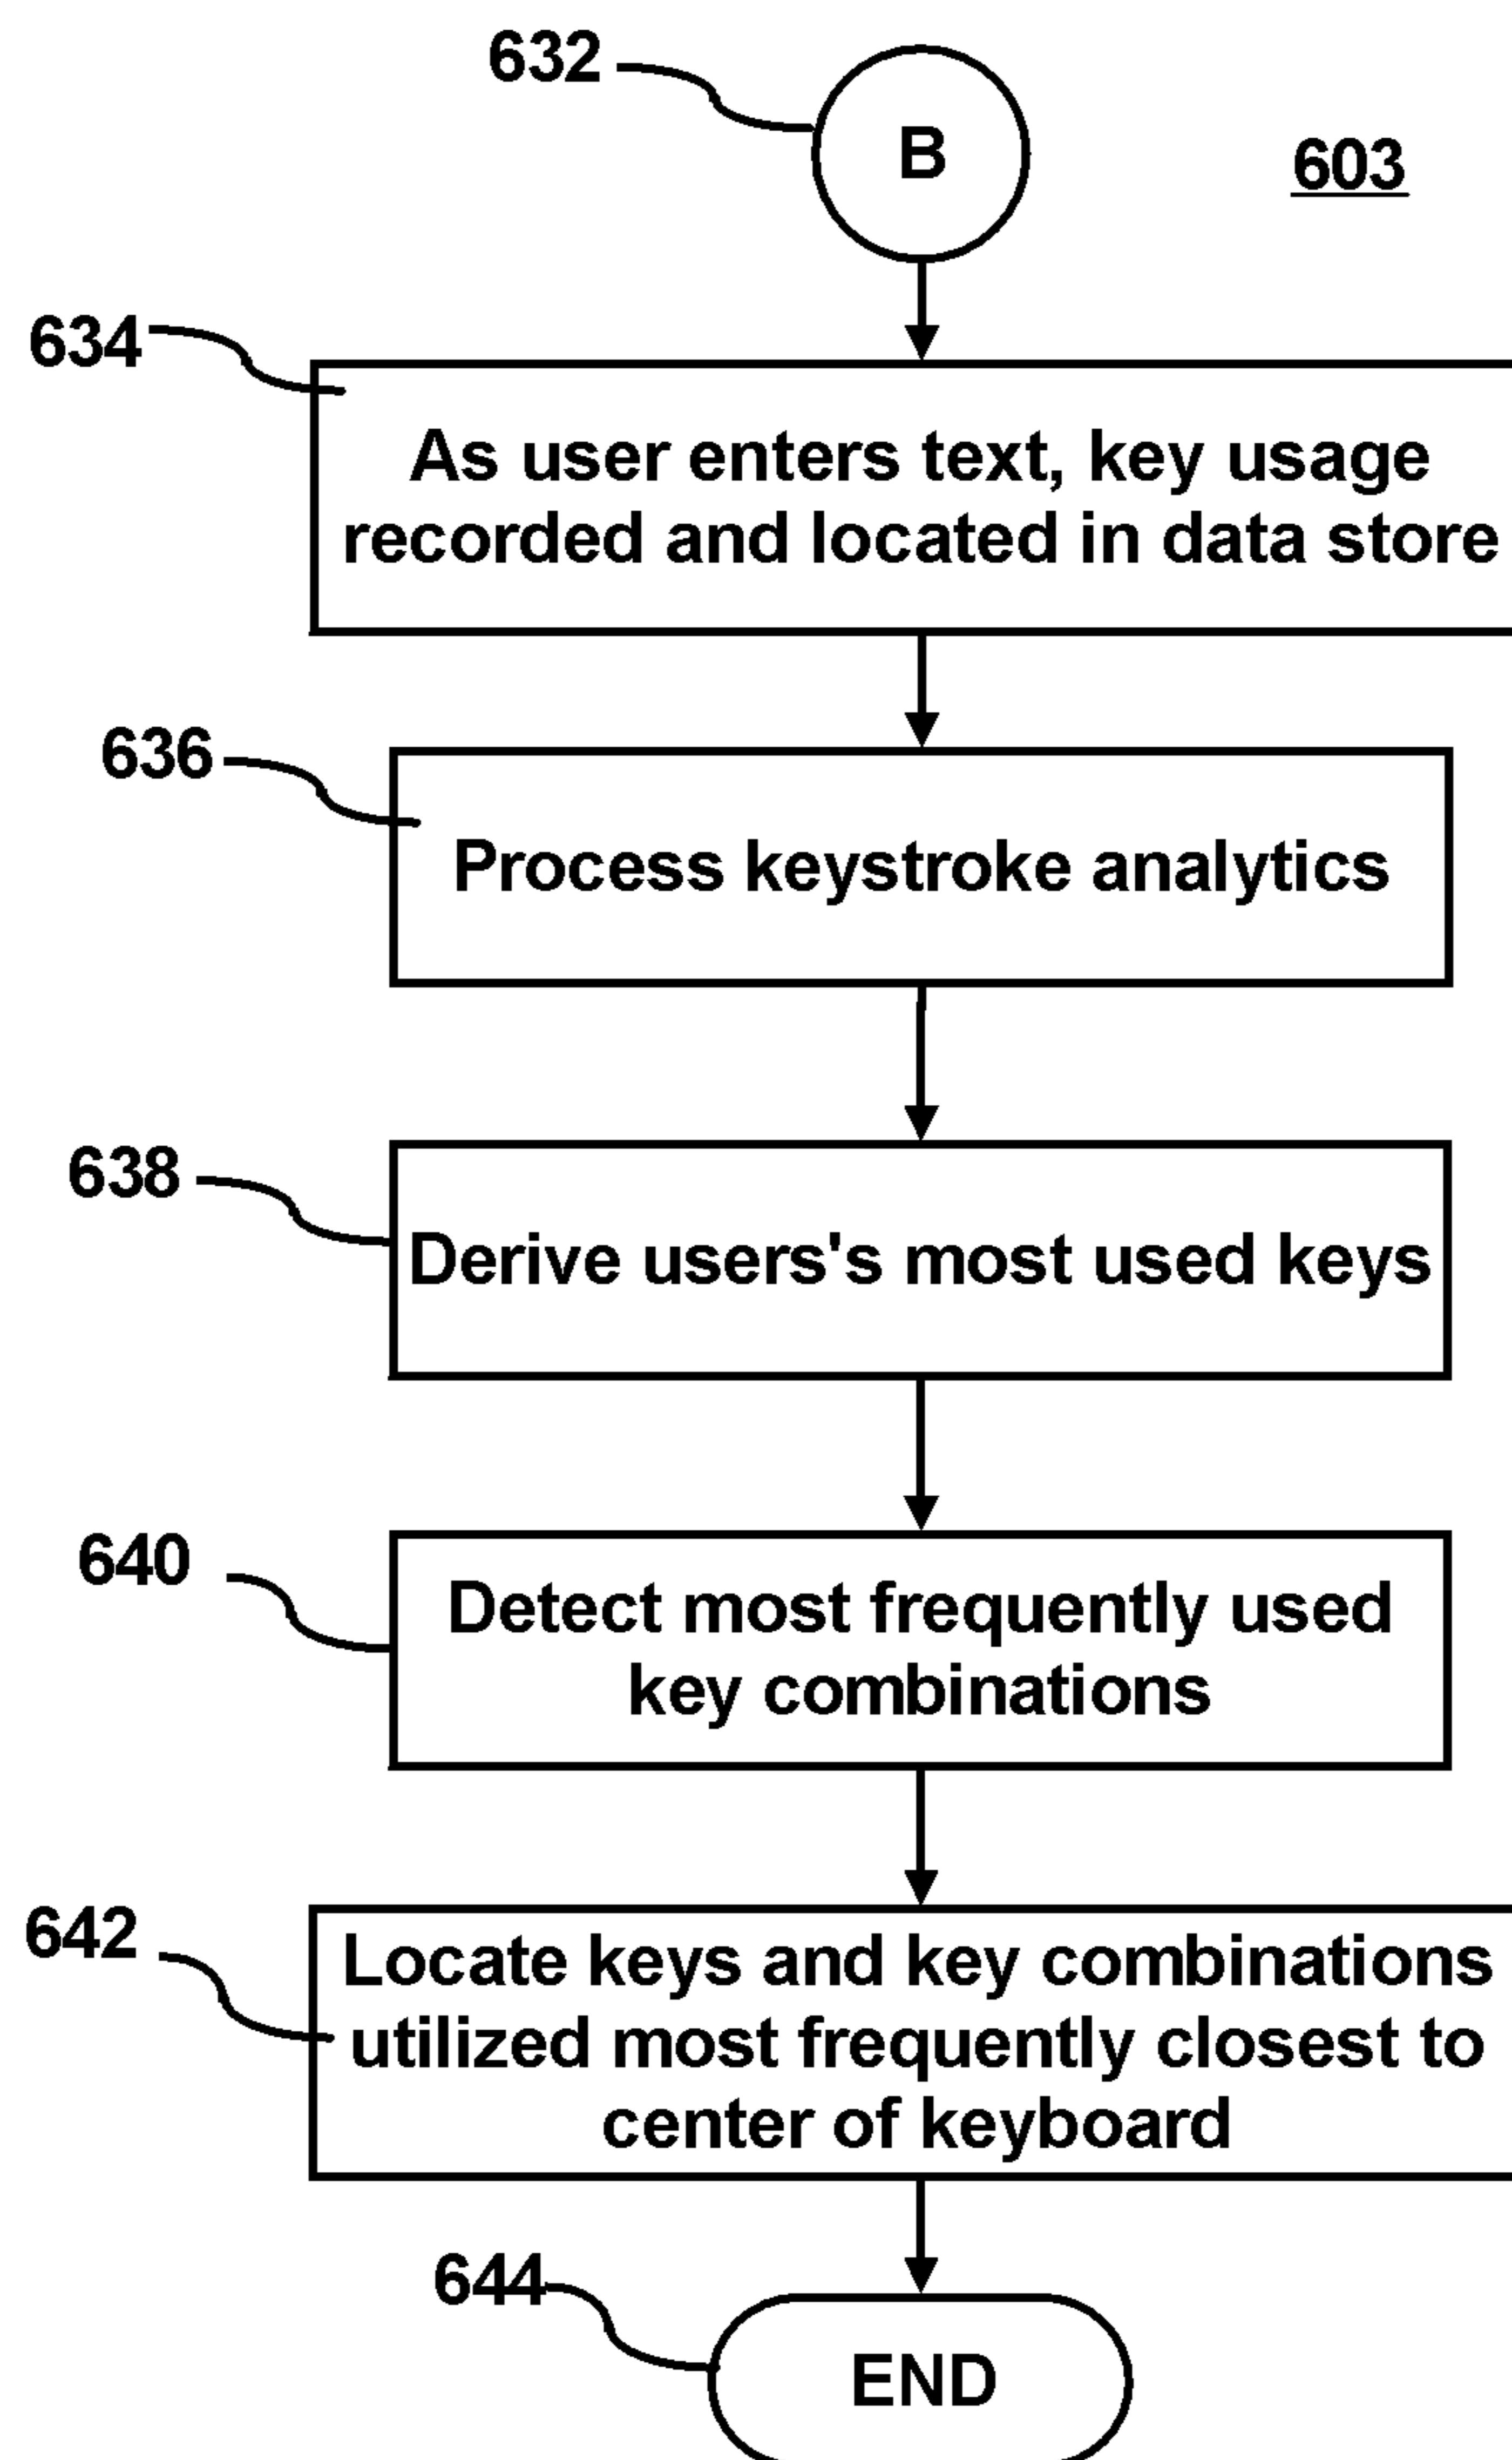 632
B
603
634
As user enters text, key usage
recorded and located in data store
636
Process keystroke analytics
638
Derive users's most used keys
640
Detect most frequently used
key combinations
642
Locate keys and key combinations
utilized most frequently closest to
center of keyboard
644
END